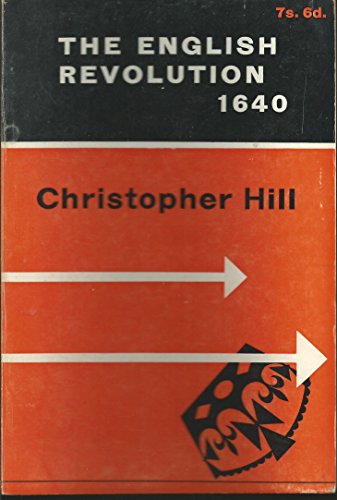 7s. 6d.
THE ENGLISH
REVOLUTION
1640
Christopher Hill